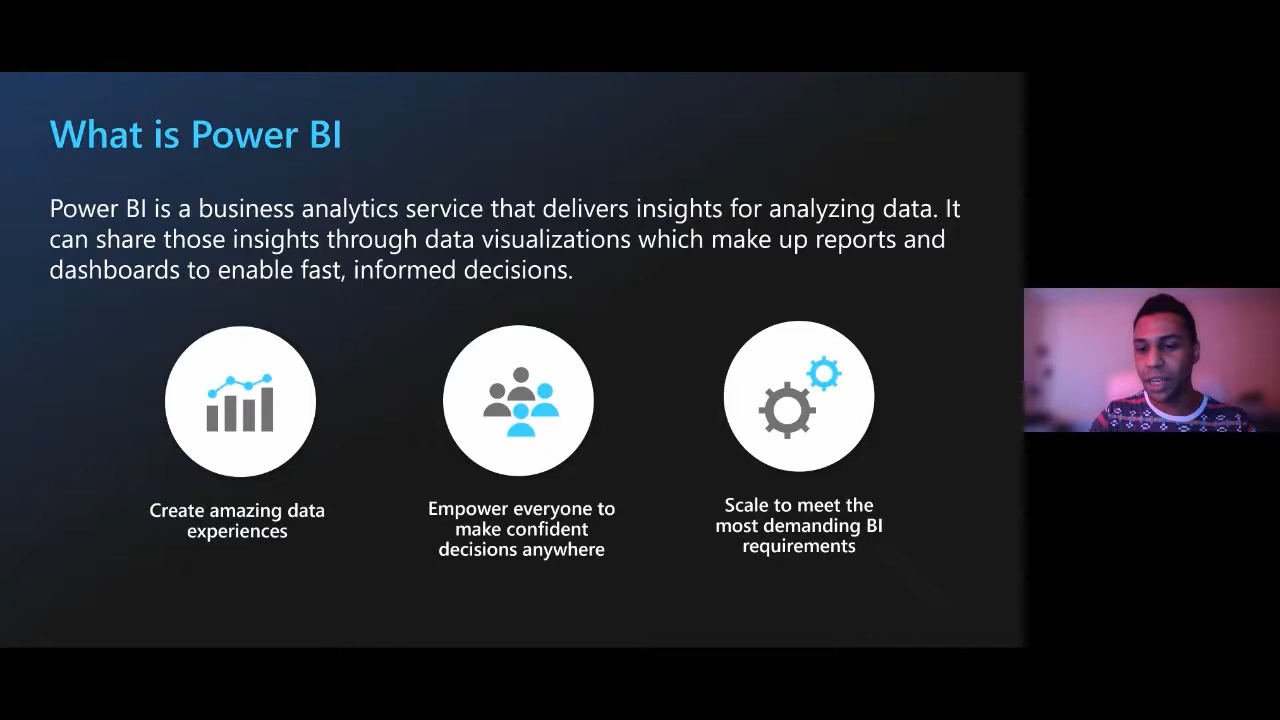 What is Power BI
Power BI is a business analytics service that delivers insights for analyzing data. It
can share those insights through data visualizations which make up reports and
dashboards to enable fast, informed decisions.
Create amazing data
experiences
Empower everyone to
make confident
decisions anywhere
Scale to meet the
most demanding BI
requirements